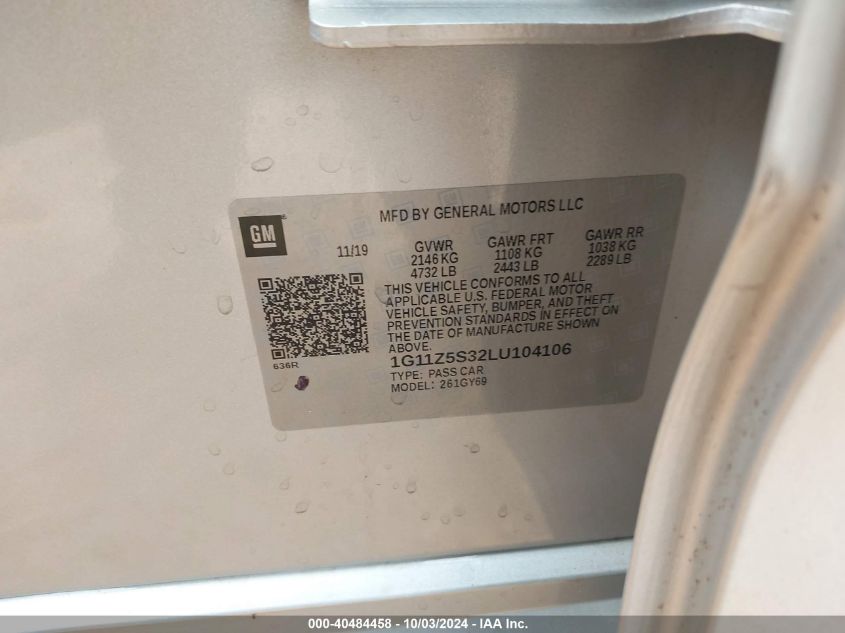 MFD BY GENERAL MOTORS LLC
GM®
11/19 GVWR GAWR FRT GAWR RR
2146 KG 1108 KG 1038 KG
4732 LB 2443 LB 2289 LB
THIS VEHICLE CONFORMS TO ALL
APPLICABLE U.S. FEDERAL MOTOR
VEHICLE SAFETY, BUMPER, AND THEFT
PREVENTION STANDARDS IN EFFECT ON
THE DATE OF MANUFACTURE SHOWN
ABOVE.
1G11Z5S32LU104106
636R
TYPE: PASS CAR
MODEL: 261GY69
000-40484458 - 10/03/2024 - IAA Inc.